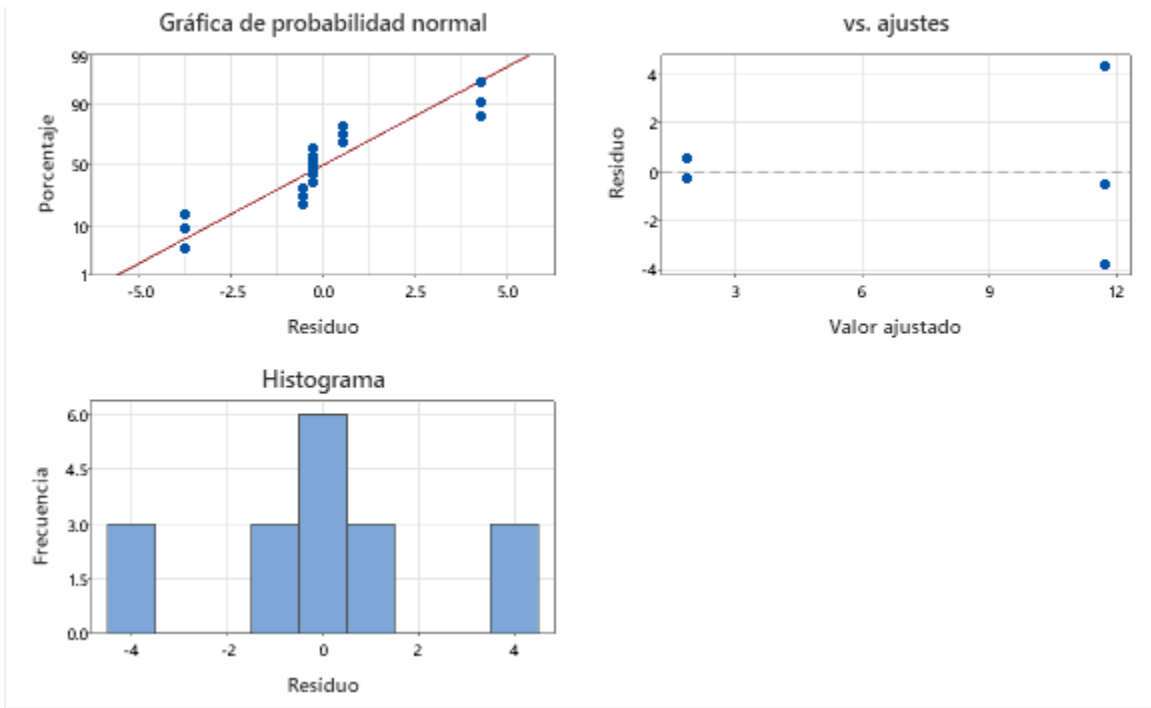 Gráfica de probabilidad normal
99
90
50
10
1
Porcentaje
-5.0 -2.5 0.0 2.5 5.0
Residuo
vs. ajustes
4
2
0
-2
-4
Residuo
3 6 9 12
Valor ajustado
Histograma
6.0
4.5
3.0
1.5
0.0
Frecuencia
-4 -2 0 2 4
Residuo